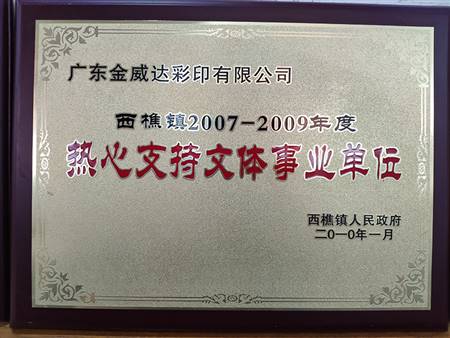 广东金威达彩印有限公司
西樵镇2007-2009年度
热心支持文体事业单位
西樵镇人民政府
二〇一〇年一月